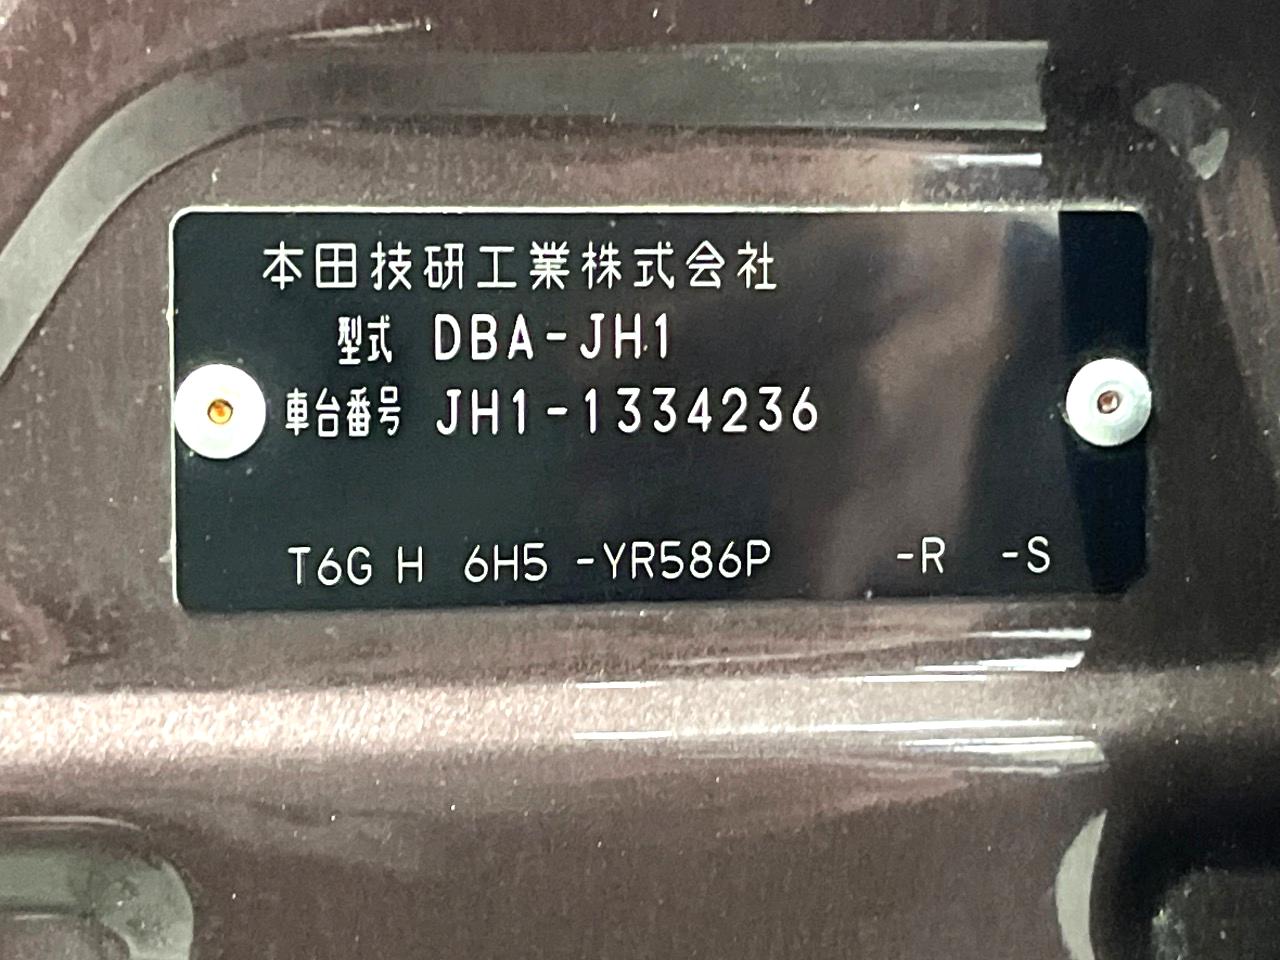 本田技研工業株式会社
型式 DBA-JH1
車台番号 JH1-1334236
T6G H 6H5 -YR586P -R -S